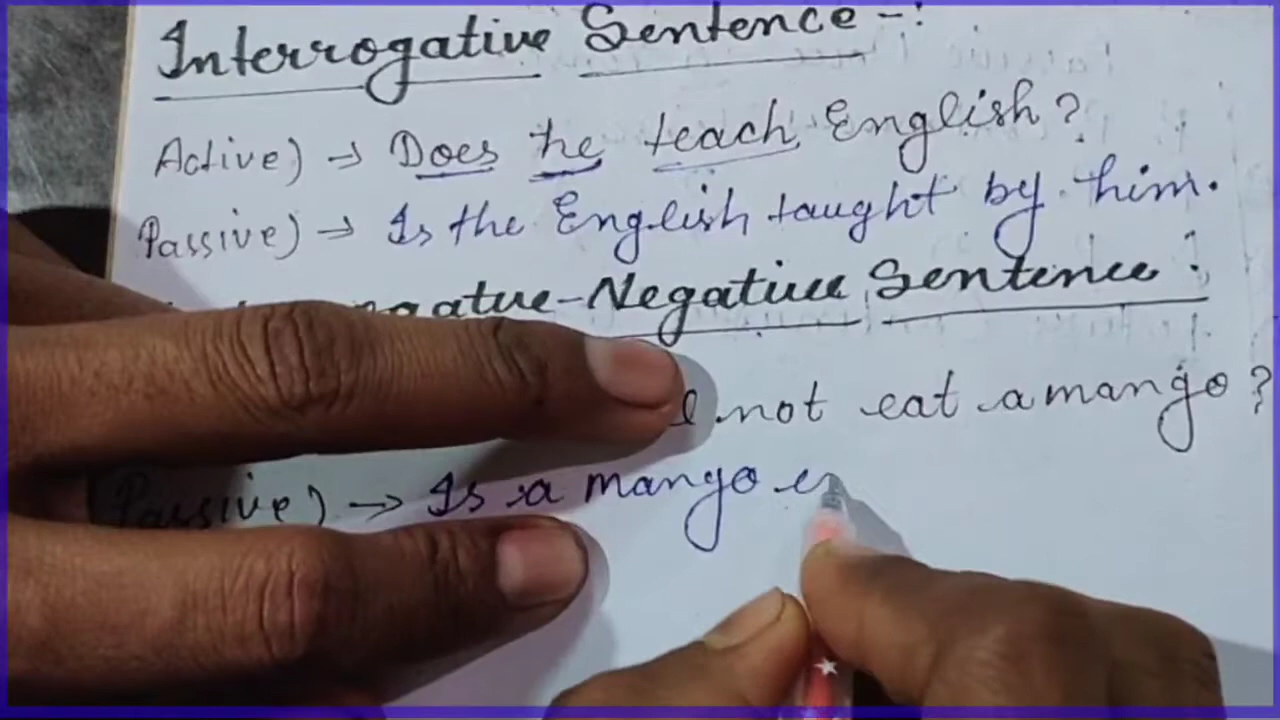 Interrogative Sentence -:
Active) → Does he teach English?
Passive) → Is the English taught by him.
Negative Sentence :
not eat a mango?
Passive) → Is a mango